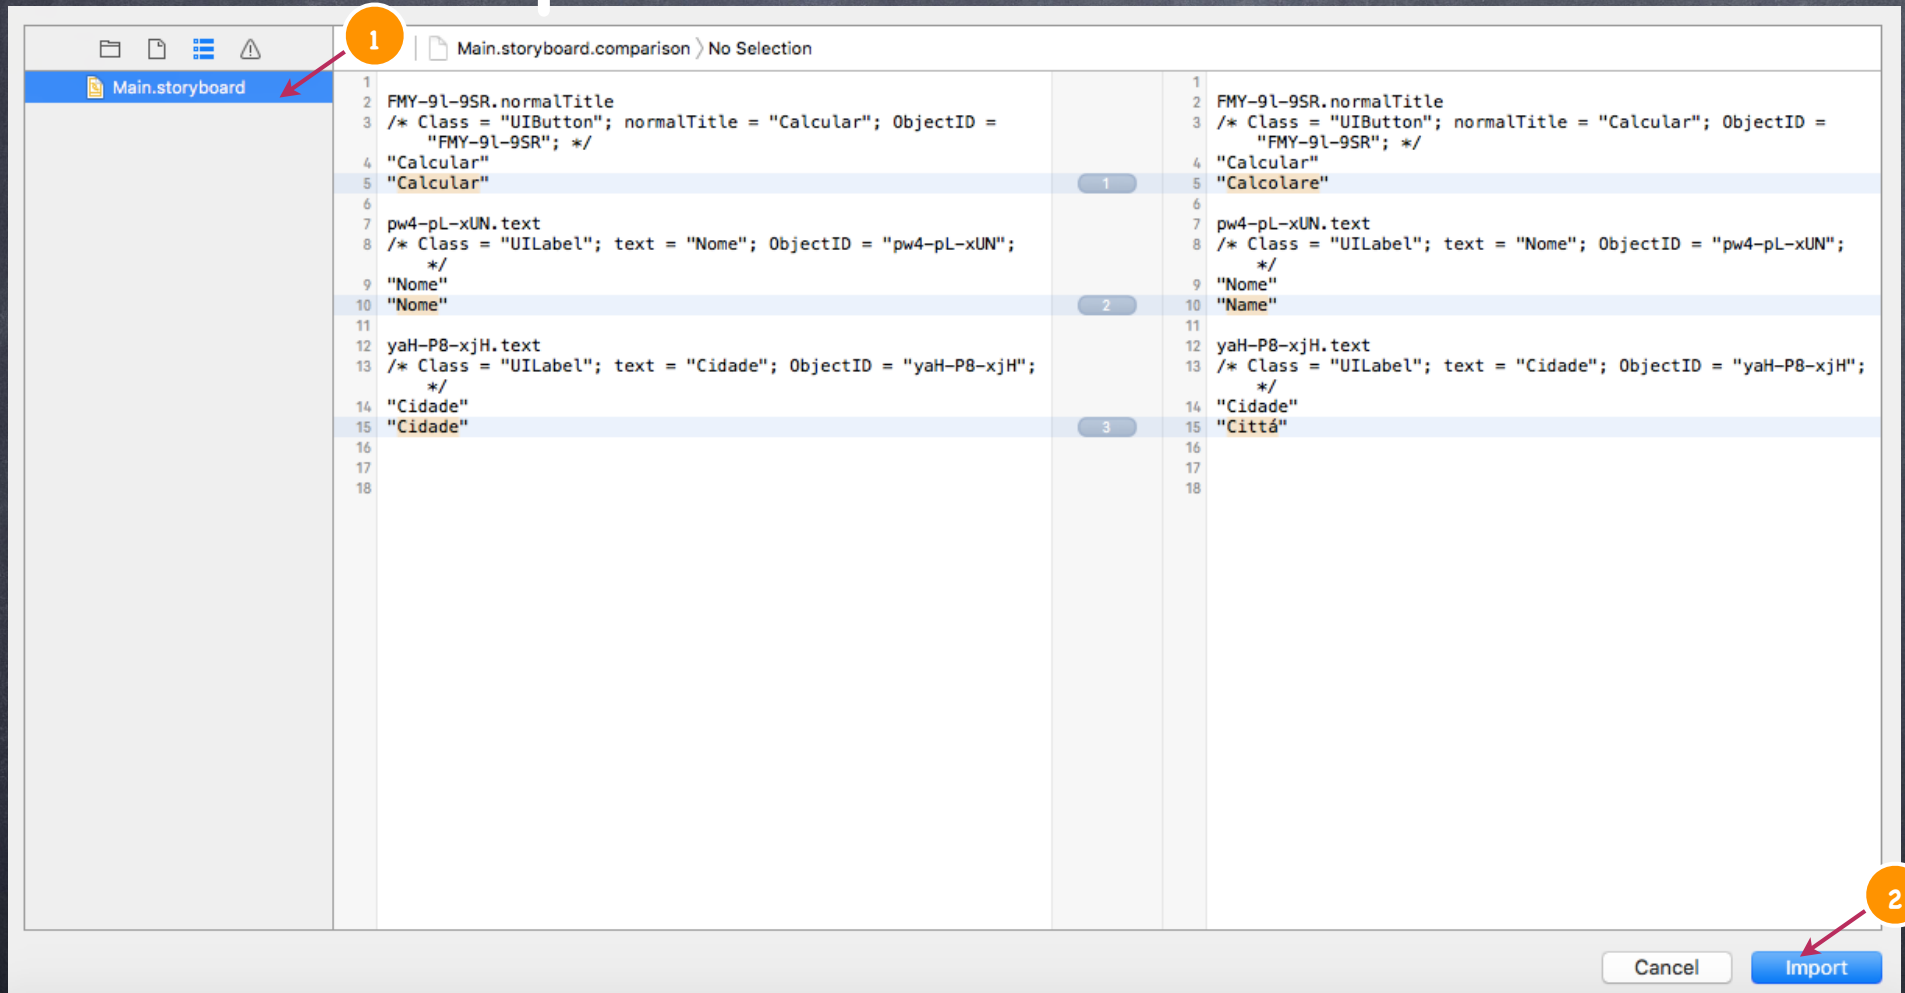 1
Main.storyboard.comparison 〉No Selection
Main.storyboard
1
2 FMY-9l-9SR.normalTitle
3 /* Class = "UIButton"; normalTitle = "Calcular"; ObjectID =
"FMY-9l-9SR"; */
4 "Calcular"
5 "Calcular"
6
7 pw4-pL-xUN.text
8 /* Class = "UILabel"; text = "Nome"; ObjectID = "pw4-pL-xUN";
*/
9 "Nome"
10 "Nome"
11
12 yaH-P8-xjH.text
13 /* Class = "UILabel"; text = "Cidade"; ObjectID = "yaH-P8-xjH";
*/
14 "Cidade"
15 "Cidade"
16
17
18
1
2
3
1
2 FMY-9l-9SR.normalTitle
3 /* Class = "UIButton"; normalTitle = "Calcular"; ObjectID =
"FMY-9l-9SR"; */
4 "Calcular"
5 "Calcolare"
6
7 pw4-pL-xUN.text
8 /* Class = "UILabel"; text = "Nome"; ObjectID = "pw4-pL-xUN";
*/
9 "Nome"
10 "Name"
11
12 yaH-P8-xjH.text
13 /* Class = "UILabel"; text = "Cidade"; ObjectID = "yaH-P8-xjH";
*/
14 "Cidade"
15 "Cittá"
16
17
18
2
Cancel
Import